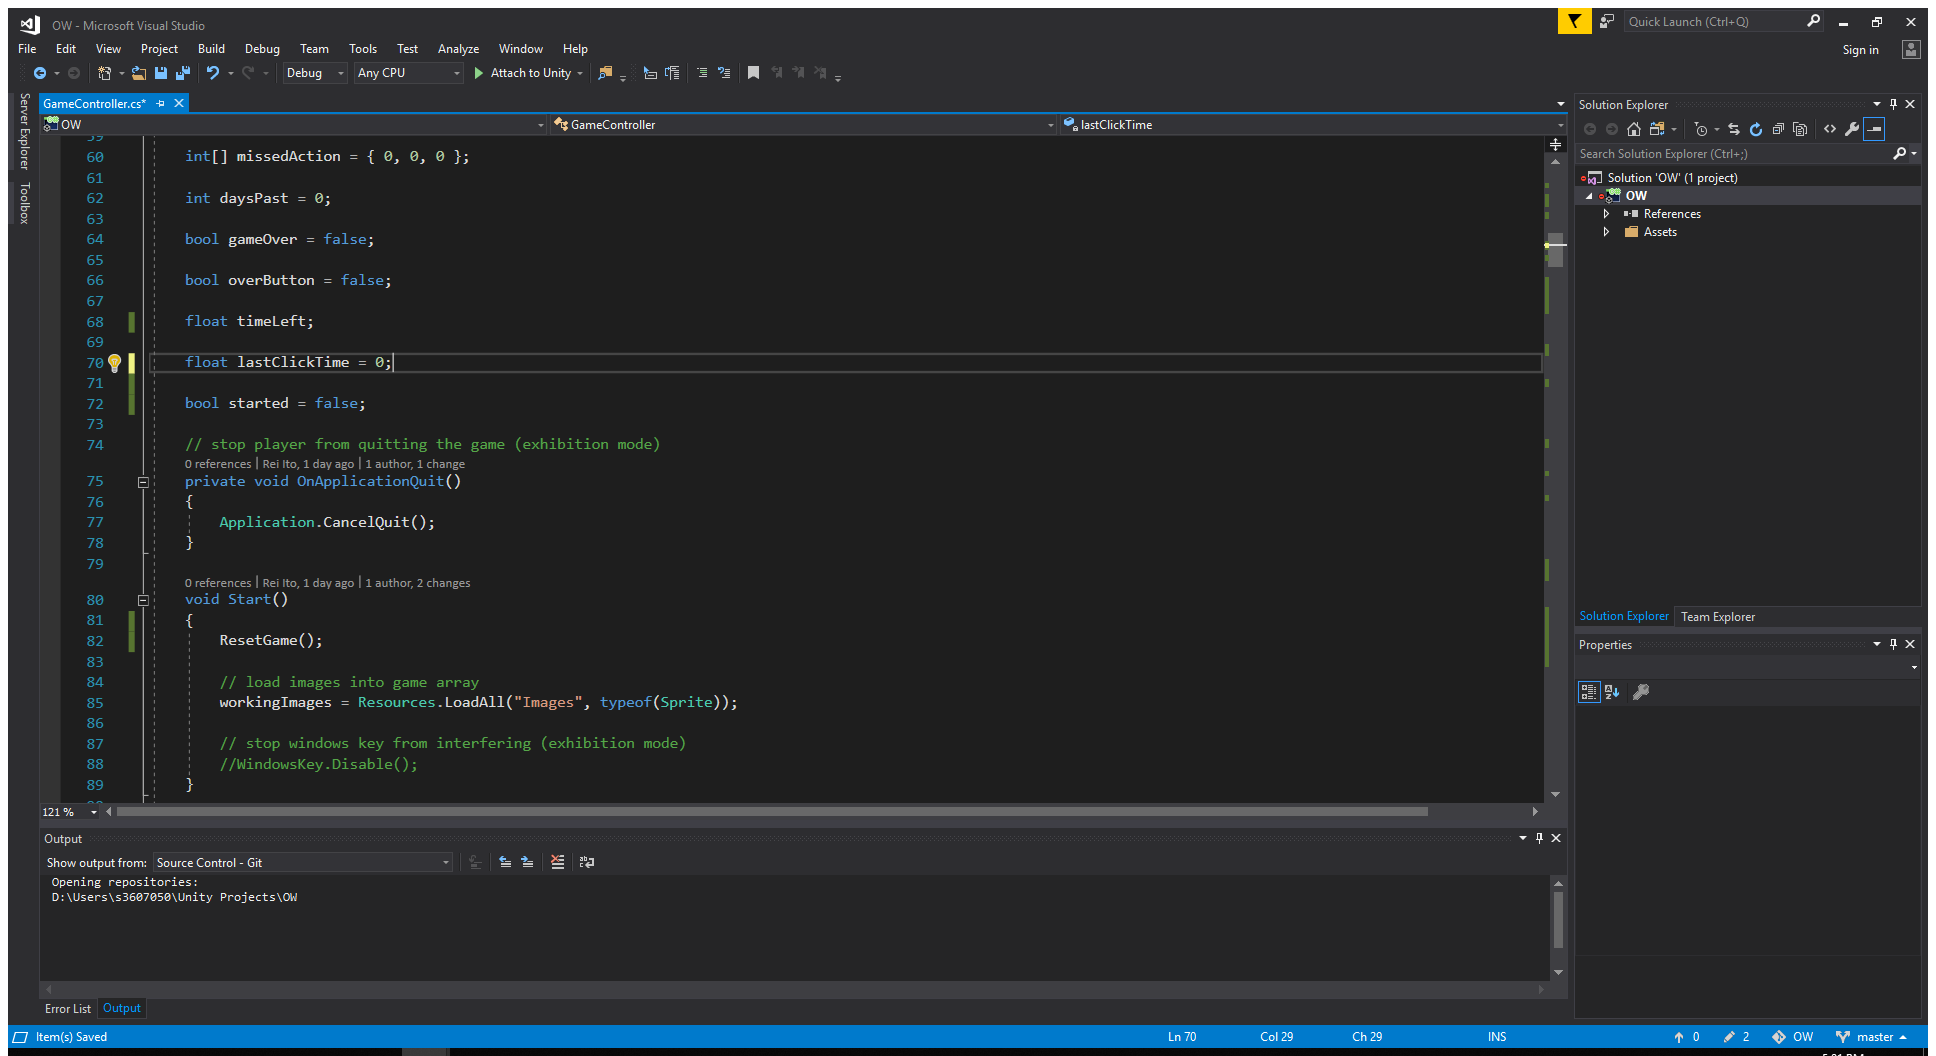 OW - Microsoft Visual Studio
Quick Launch (Ctrl+Q)
File Edit View Project Build Debug Team Tools Test Analyze Window Help
Sign in
Debug Any CPU Attach to Unity
Server Explorer
Toolbox
GameController.cs*
OW GameController lastClickTime
59
60 int[] missedAction = { 0, 0, 0 };
61
62 int daysPast = 0;
63
64 bool gameOver = false;
65
66 bool overButton = false;
67
68 float timeLeft;
69
70 float lastClickTime = 0;
71
72 bool started = false;
73
74 // stop player from quitting the game (exhibition mode)
0 references | Rei Ito, 1 day ago | 1 author, 1 change
75 private void OnApplicationQuit()
76 {
77 Application.CancelQuit();
78 }
79
0 references | Rei Ito, 1 day ago | 1 author, 2 changes
80 void Start()
81 {
82 ResetGame();
83
84 // load images into game array
85 workingImages = Resources.LoadAll("Images", typeof(Sprite));
86
87 // stop windows key from interfering (exhibition mode)
88 //WindowsKey.Disable();
89 }
121 %
Output
Show output from: Source Control - Git
Opening repositories:
D:\Users\s3607050\Unity Projects\OW
Error List Output
Solution Explorer
Search Solution Explorer (Ctrl+;)
Solution 'OW' (1 project)
OW
References
Assets
Solution Explorer Team Explorer
Properties
Item(s) Saved Ln 70 Col 29 Ch 29 INS 0 2 OW master